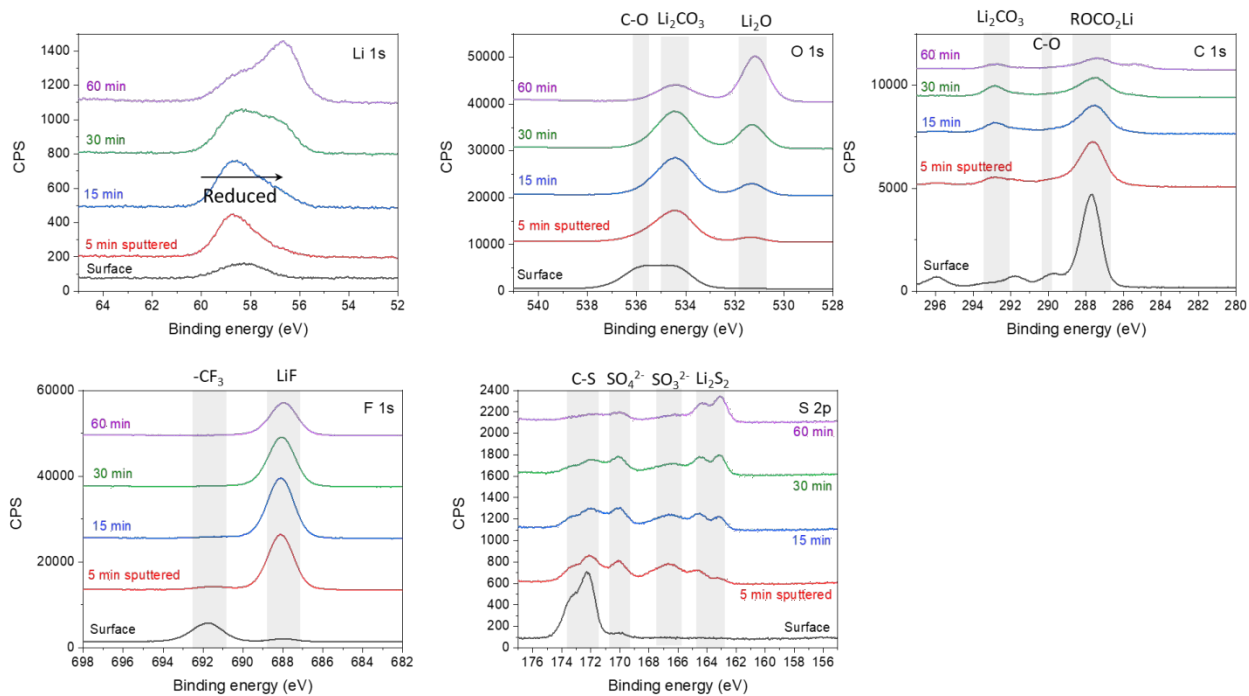 Li 1s
1400
1200
1000
800
600
400
200
0
60 min
30 min
15 min
Reduced
5 min sputtered
Surface
CPS
65 64 62 60 58 56 54 52
Binding energy (eV)
C-O Li₂CO₃ Li₂O
O 1s
50000
40000
30000
20000
10000
0
60 min
30 min
15 min
5 min sputtered
Surface
CPS
541 540 538 536 534 532 530 528
Binding energy (eV)
Li₂CO₃ ROCO₂Li
C-O
C 1s
10000
5000
0
60 min
30 min
15 min
5 min sputtered
Surface
CPS
296 294 292 290 288 286 284 282 280
Binding energy (eV)
-CF₃ LiF
F 1s
60000
40000
20000
0
60 min
30 min
15 min
5 min sputtered
Surface
CPS
698 696 694 692 690 688 686 684 682
Binding energy (eV)
C-S SO₄²⁻ SO₃²⁻ Li₂S₂
S 2p
2400
2200
2000
1800
1600
1400
1200
1000
800
600
400
200
0
60 min
30 min
15 min
5 min sputtered
Surface
CPS
176 174 172 170 168 166 164 162 160 158 156
Binding energy (eV)